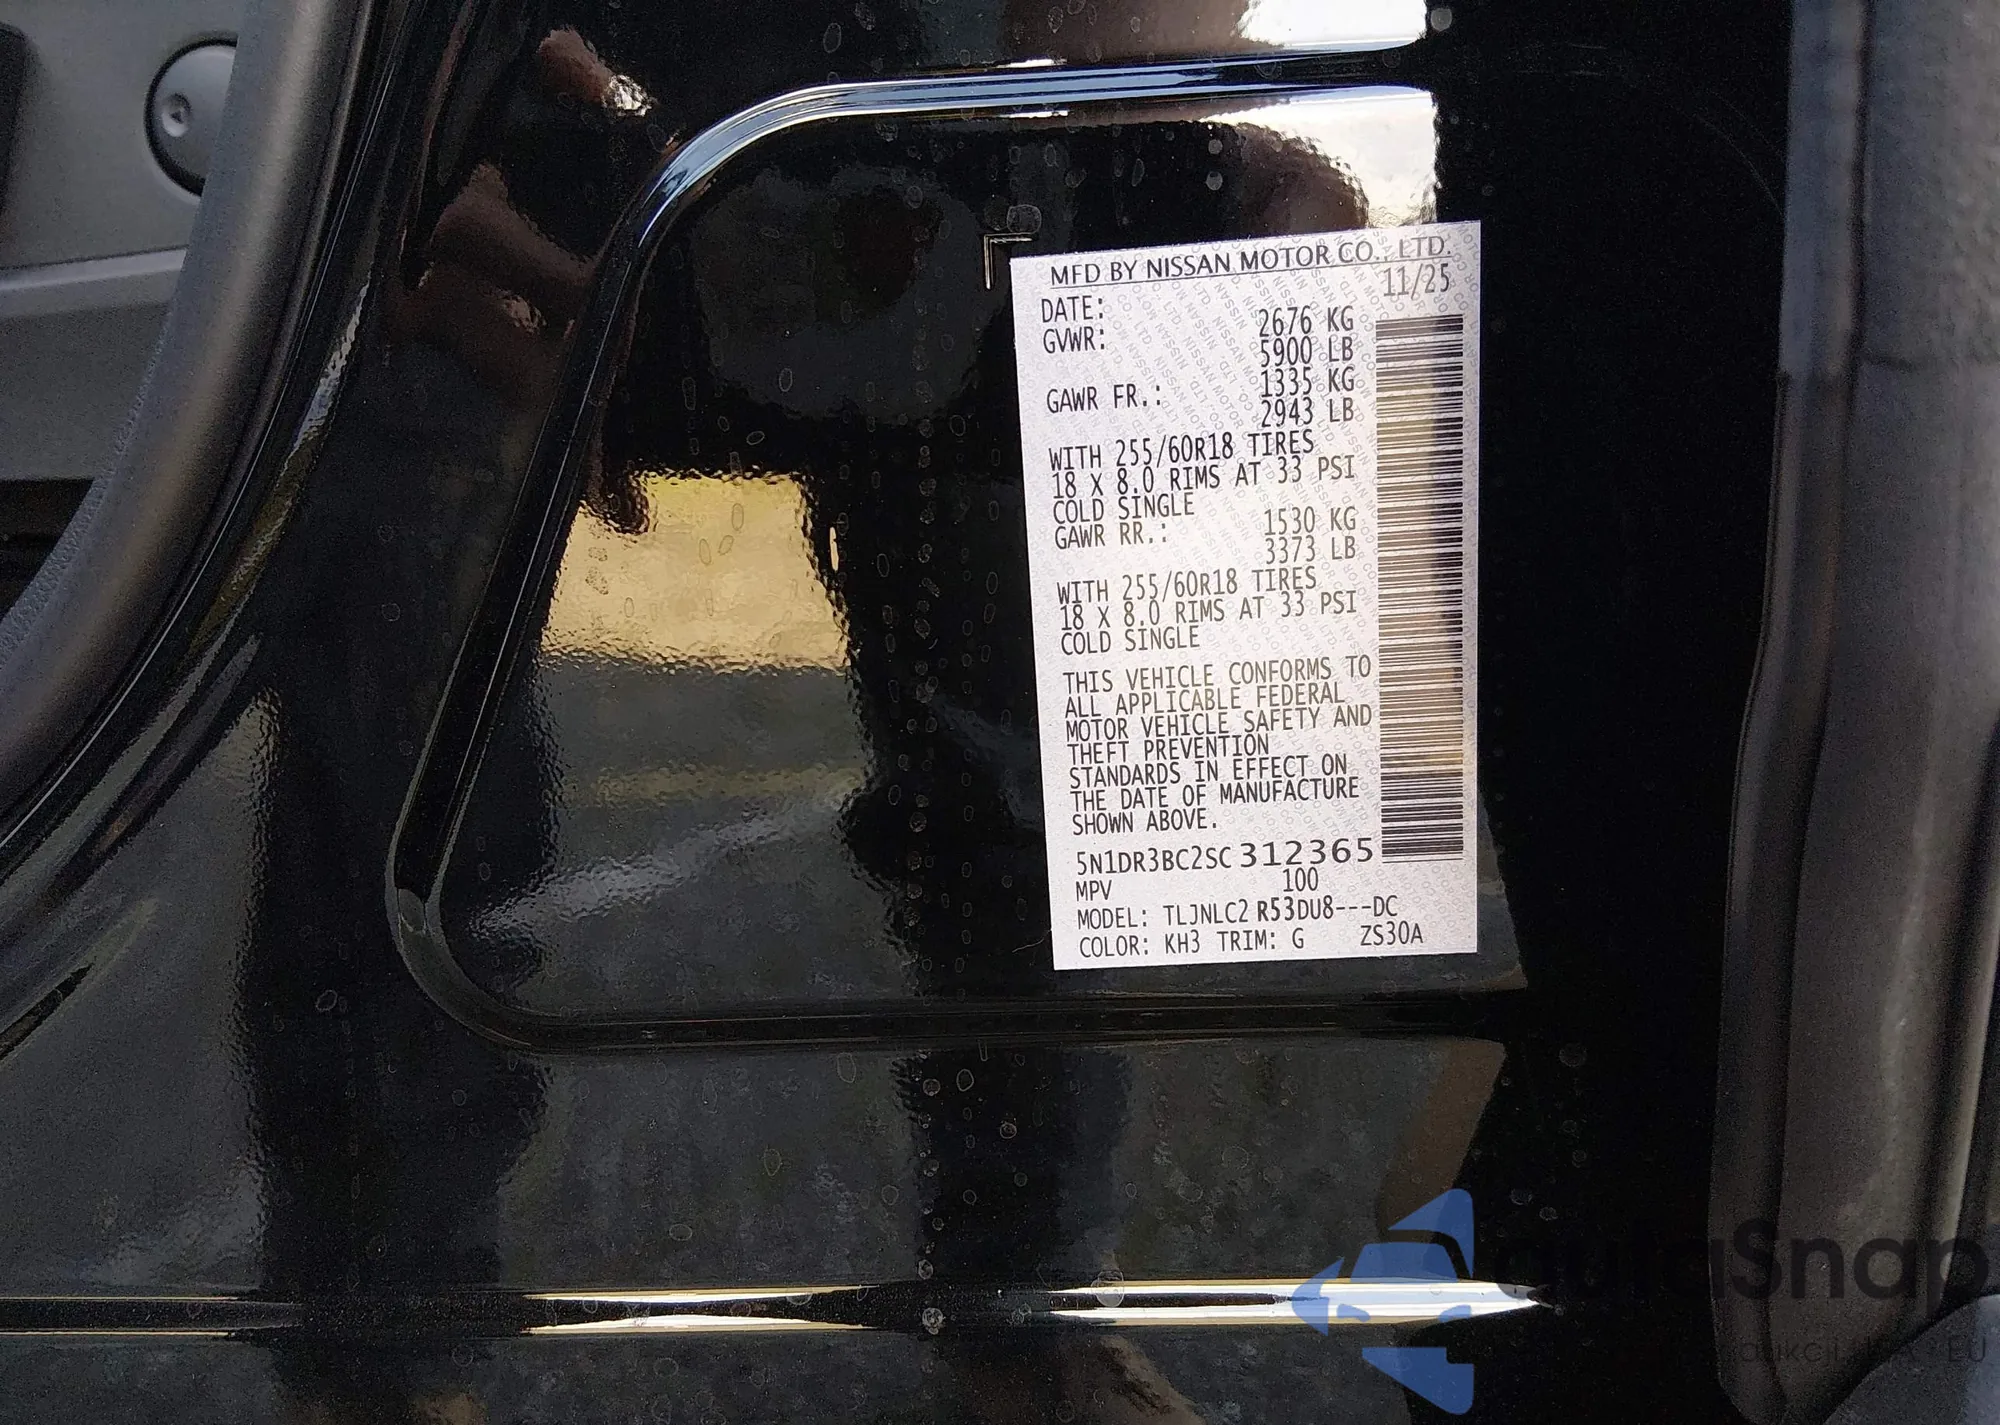 MFD BY NISSAN MOTOR CO., LTD.
DATE: 11/25
GVWR: 2676 KG
5900 LB
GAWR FR.: 1335 KG
2943 LB
WITH 255/60R18 TIRES
18 X 8.0 RIMS AT 33 PSI
COLD SINGLE
GAWR RR.: 1530 KG
3373 LB
WITH 255/60R18 TIRES
18 X 8.0 RIMS AT 33 PSI
COLD SINGLE
THIS VEHICLE CONFORMS TO
ALL APPLICABLE FEDERAL
MOTOR VEHICLE SAFETY AND
THEFT PREVENTION
STANDARDS IN EFFECT ON
THE DATE OF MANUFACTURE
SHOWN ABOVE.
5N1DR3BC2SC 312365
MPV 100
MODEL: TLJNLC2 R53DU8---DC
COLOR: KH3 TRIM: G ZS30A
EU